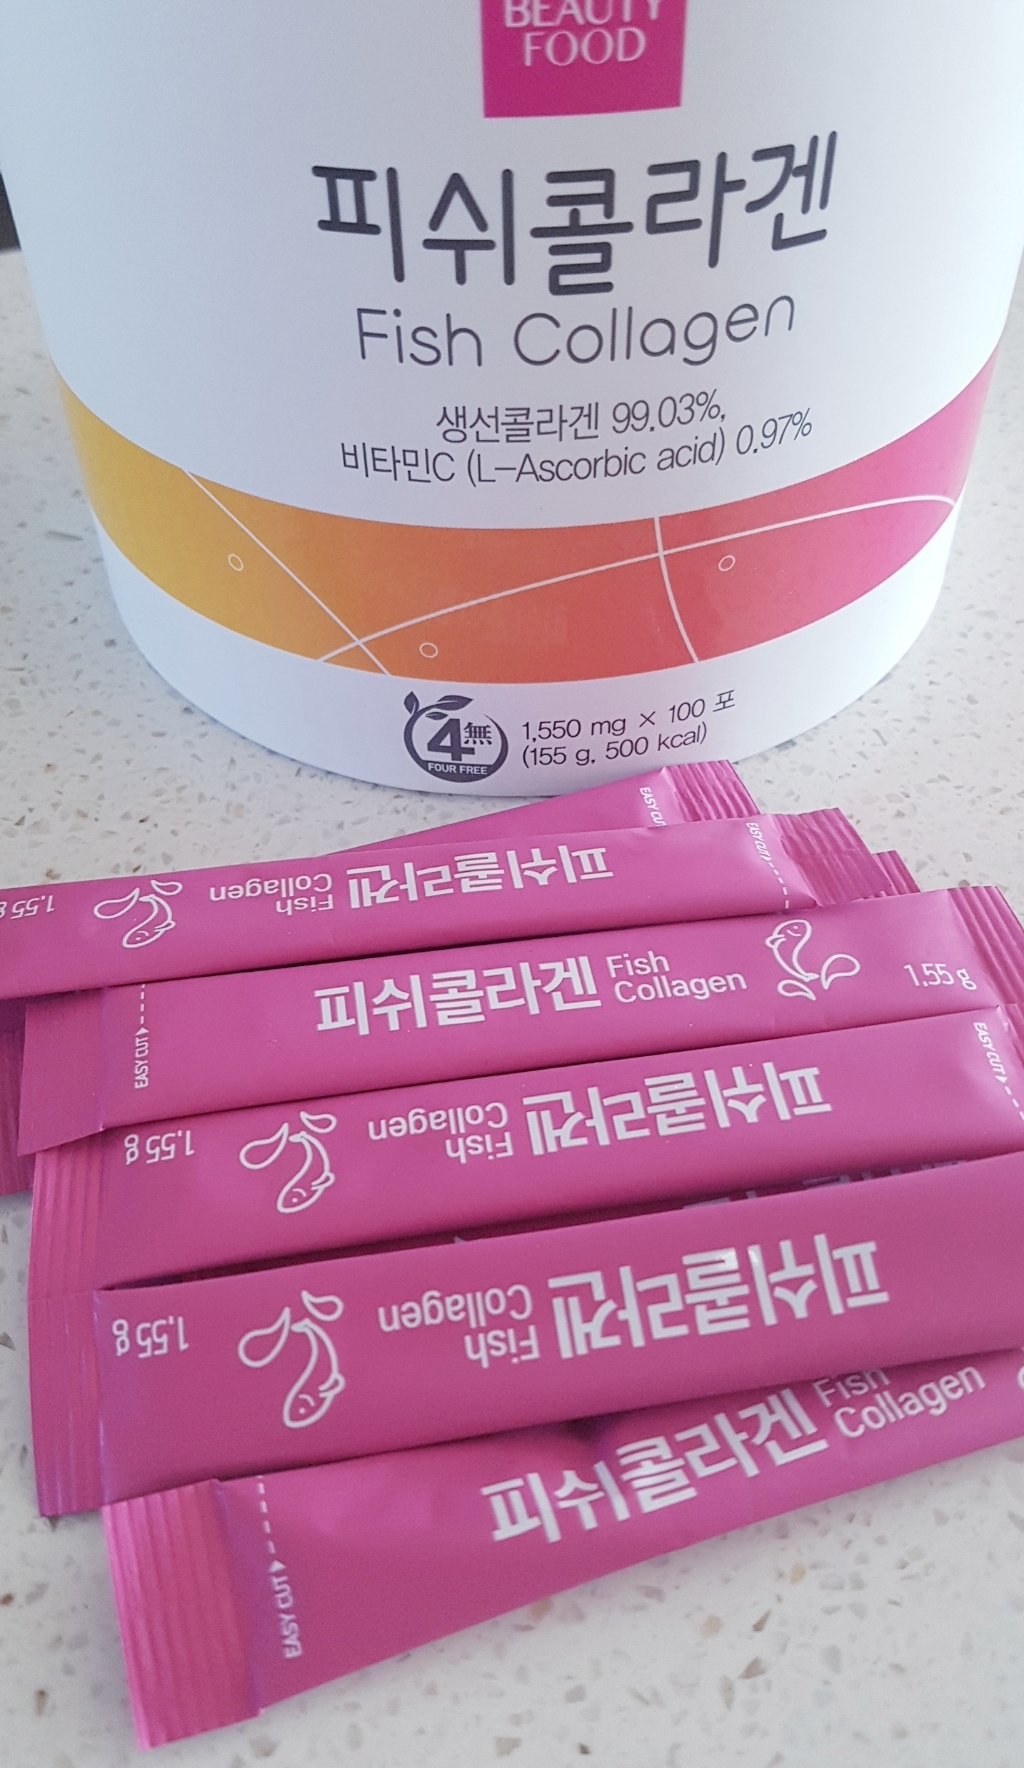 BEAUTY
FOOD
피쉬콜라겐
Fish Collagen
생선콜라겐 99.03%,
비타민C (L-Ascorbic acid) 0.97%
4無
FOUR FREE
1,550 mg × 100 포
(155 g, 500 kcal)
EASY CUT
EASY CUT
피쉬콜라겐
Fish
Collagen
1.55 g
EASY CUT
피쉬콜라겐
Fish
Collagen
1.55 g
EASY CUT
피쉬콜라겐
Fish
Collagen
1.55 g
피쉬콜라겐
Fish
Collagen
1.55 g
EASY CUT
피쉬콜라겐
Fish
Collagen